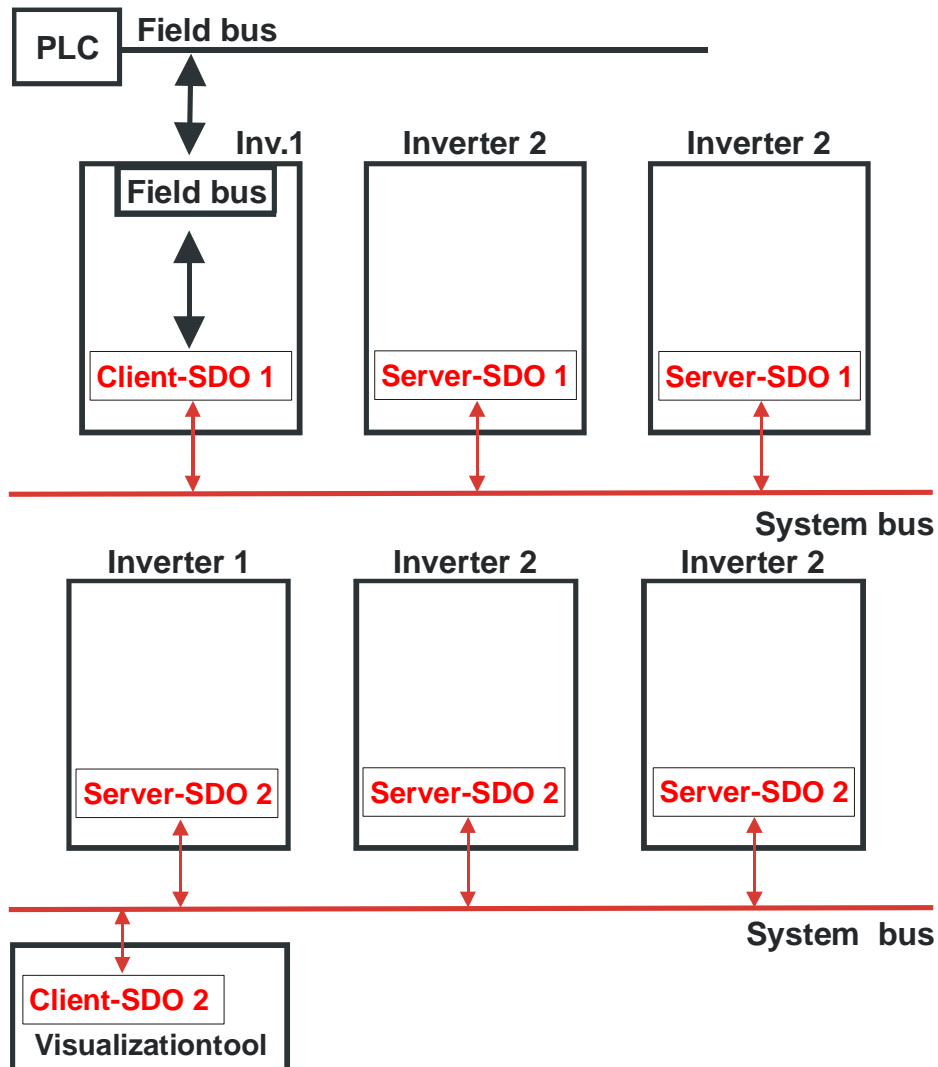 PLC
Field bus
Inv.1
Inverter 2
Inverter 2
Field bus
Client-SDO 1
Server-SDO 1
Server-SDO 1
System bus
Inverter 1
Inverter 2
Inverter 2
Server-SDO 2
Server-SDO 2
Server-SDO 2
System bus
Client-SDO 2
Visualizationtool